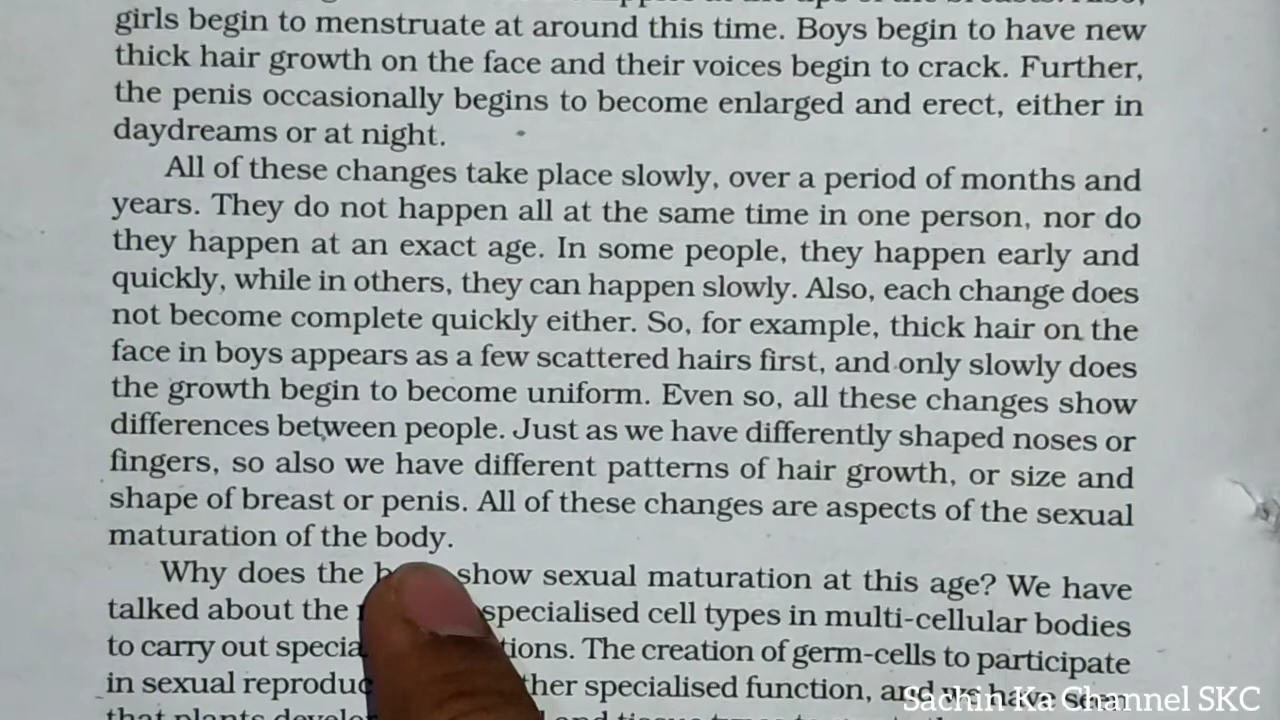 girls begin to menstruate at around this time. Boys begin to have new
thick hair growth on the face and their voices begin to crack. Further,
the penis occasionally begins to become enlarged and erect, either in
daydreams or at night.
All of these changes take place slowly, over a period of months and
years. They do not happen all at the same time in one person, nor do
they happen at an exact age. In some people, they happen early and
quickly, while in others, they can happen slowly. Also, each change does
not become complete quickly either. So, for example, thick hair on the
face in boys appears as a few scattered hairs first, and only slowly does
the growth begin to become uniform. Even so, all these changes show
differences between people. Just as we have differently shaped noses or
fingers, so also we have different patterns of hair growth, or size and
shape of breast or penis. All of these changes are aspects of the sexual
maturation of the body.
Why does the show sexual maturation at this age? We have
talked about the specialised cell types in multi-cellular bodies
to carry out The creation of germ-cells to participate
in sexual specialised function, and we have seen
that plants
Sachin Ka Channel SKC